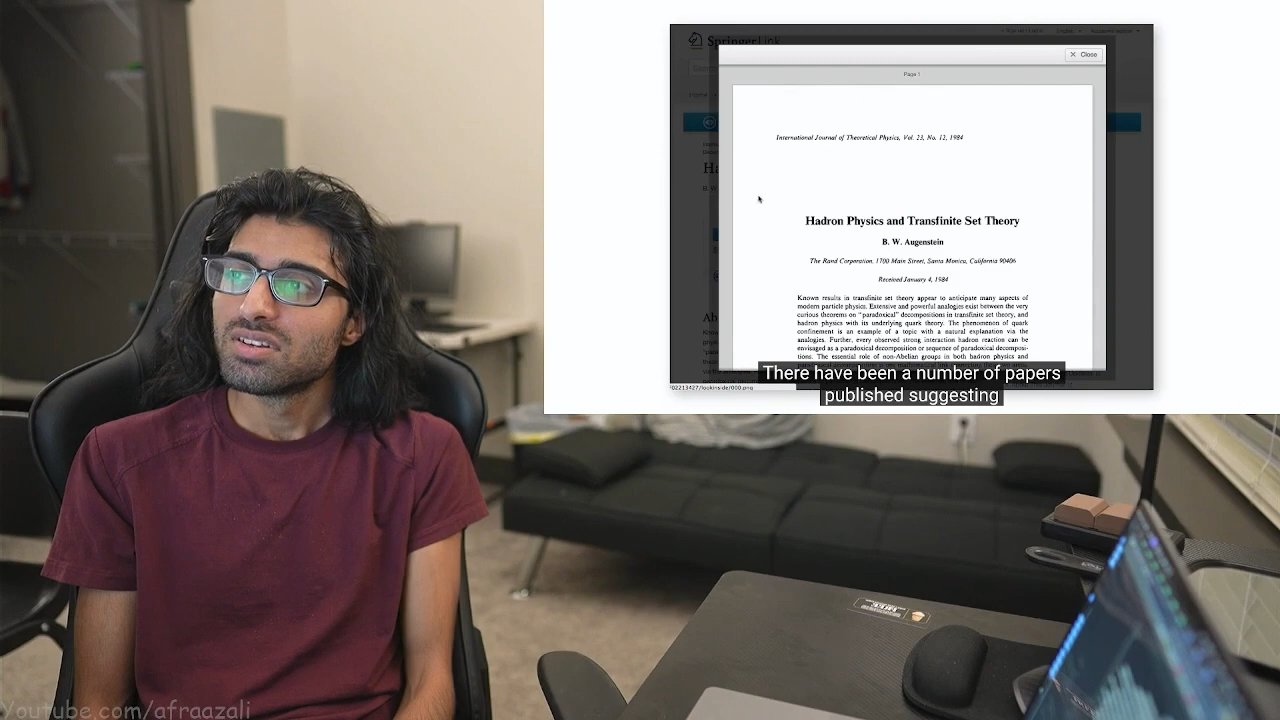 SpringerLink
Close
Page 1
International Journal of Theoretical Physics, Vol. 23, No. 12, 1984
Hadron Physics and Transfinite Set Theory
B. W. Augenstein
The Rand Corporation, 1700 Main Street, Santa Monica, California 90406
Received January 4, 1984
Known results in transfinite set theory appear to anticipate many aspects of
modern particle physics. Extensive and powerful analogies exist between the very
curious theorems on "paradoxical" decompositions in transfinite set theory, and
hadron physics with its underlying quark theory. The phenomenon of quark
confinement is an example of a topic with a natural explanation via the
analogies. Further, every observed strong interaction hadron reaction can be
envisaged as a paradoxical decomposition or sequence of paradoxical decomposi-
tions. The essential role of non-Abelian groups in both hadron physics and
There have been a number of papers
published suggesting
02213427/lookinside/000.png
Youtube.com/afraazali